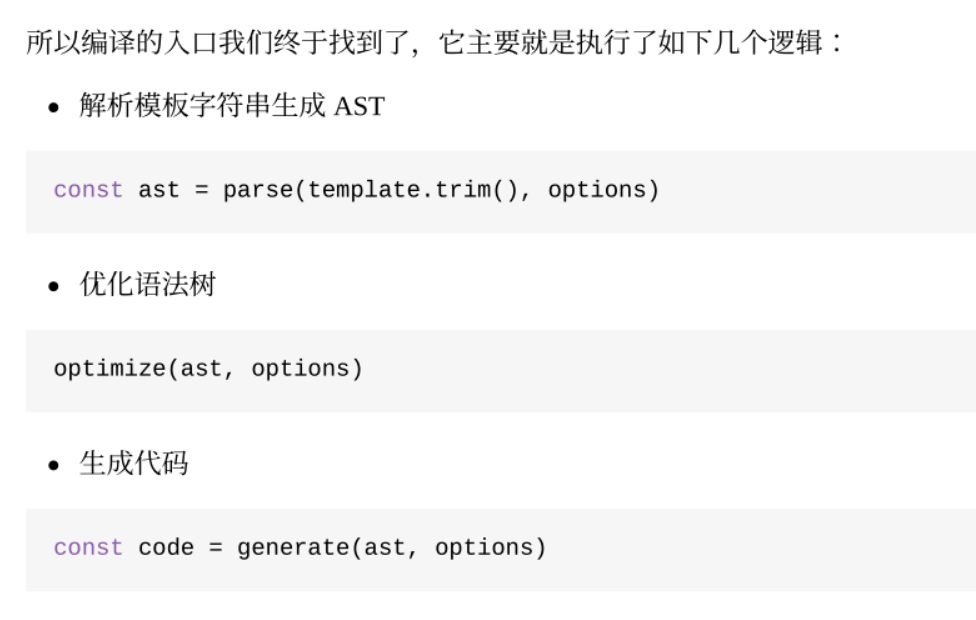 所以编译的入口我们终于找到了，它主要就是执行了如下几个逻辑：
• 解析模板字符串生成 AST
const ast = parse(template.trim(), options)
• 优化语法树
optimize(ast, options)
• 生成代码
const code = generate(ast, options)